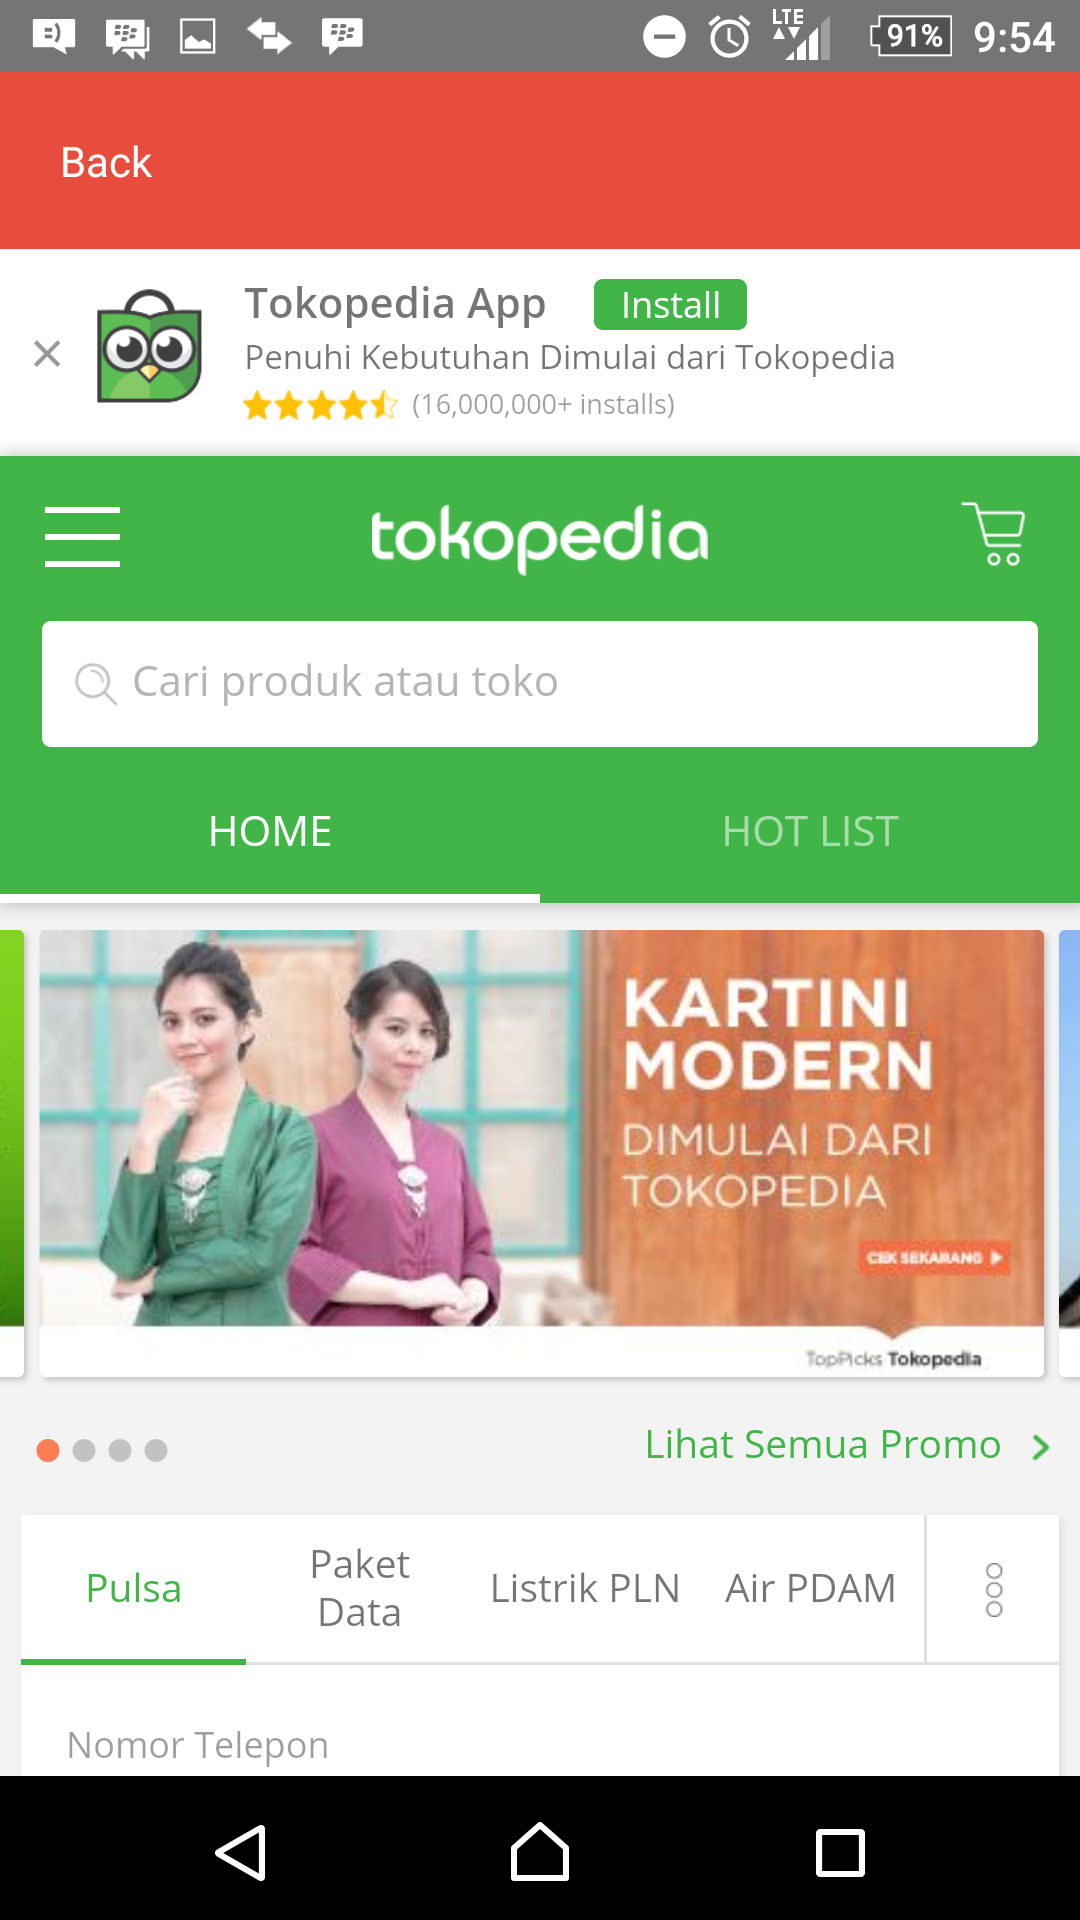 LTE
91%
9:54
Back
Tokopedia App
Install
Penuhi Kebutuhan Dimulai dari Tokopedia
(16,000,000+ installs)
tokopedia
Cari produk atau toko
HOME
HOT LIST
KARTINI
MODERN
DIMULAI DARI
TOKOPEDIA
CEK SEKARANG
TopPicks Tokopedia
Lihat Semua Promo
Pulsa
Paket
Data
Listrik PLN
Air PDAM
Nomor Telepon